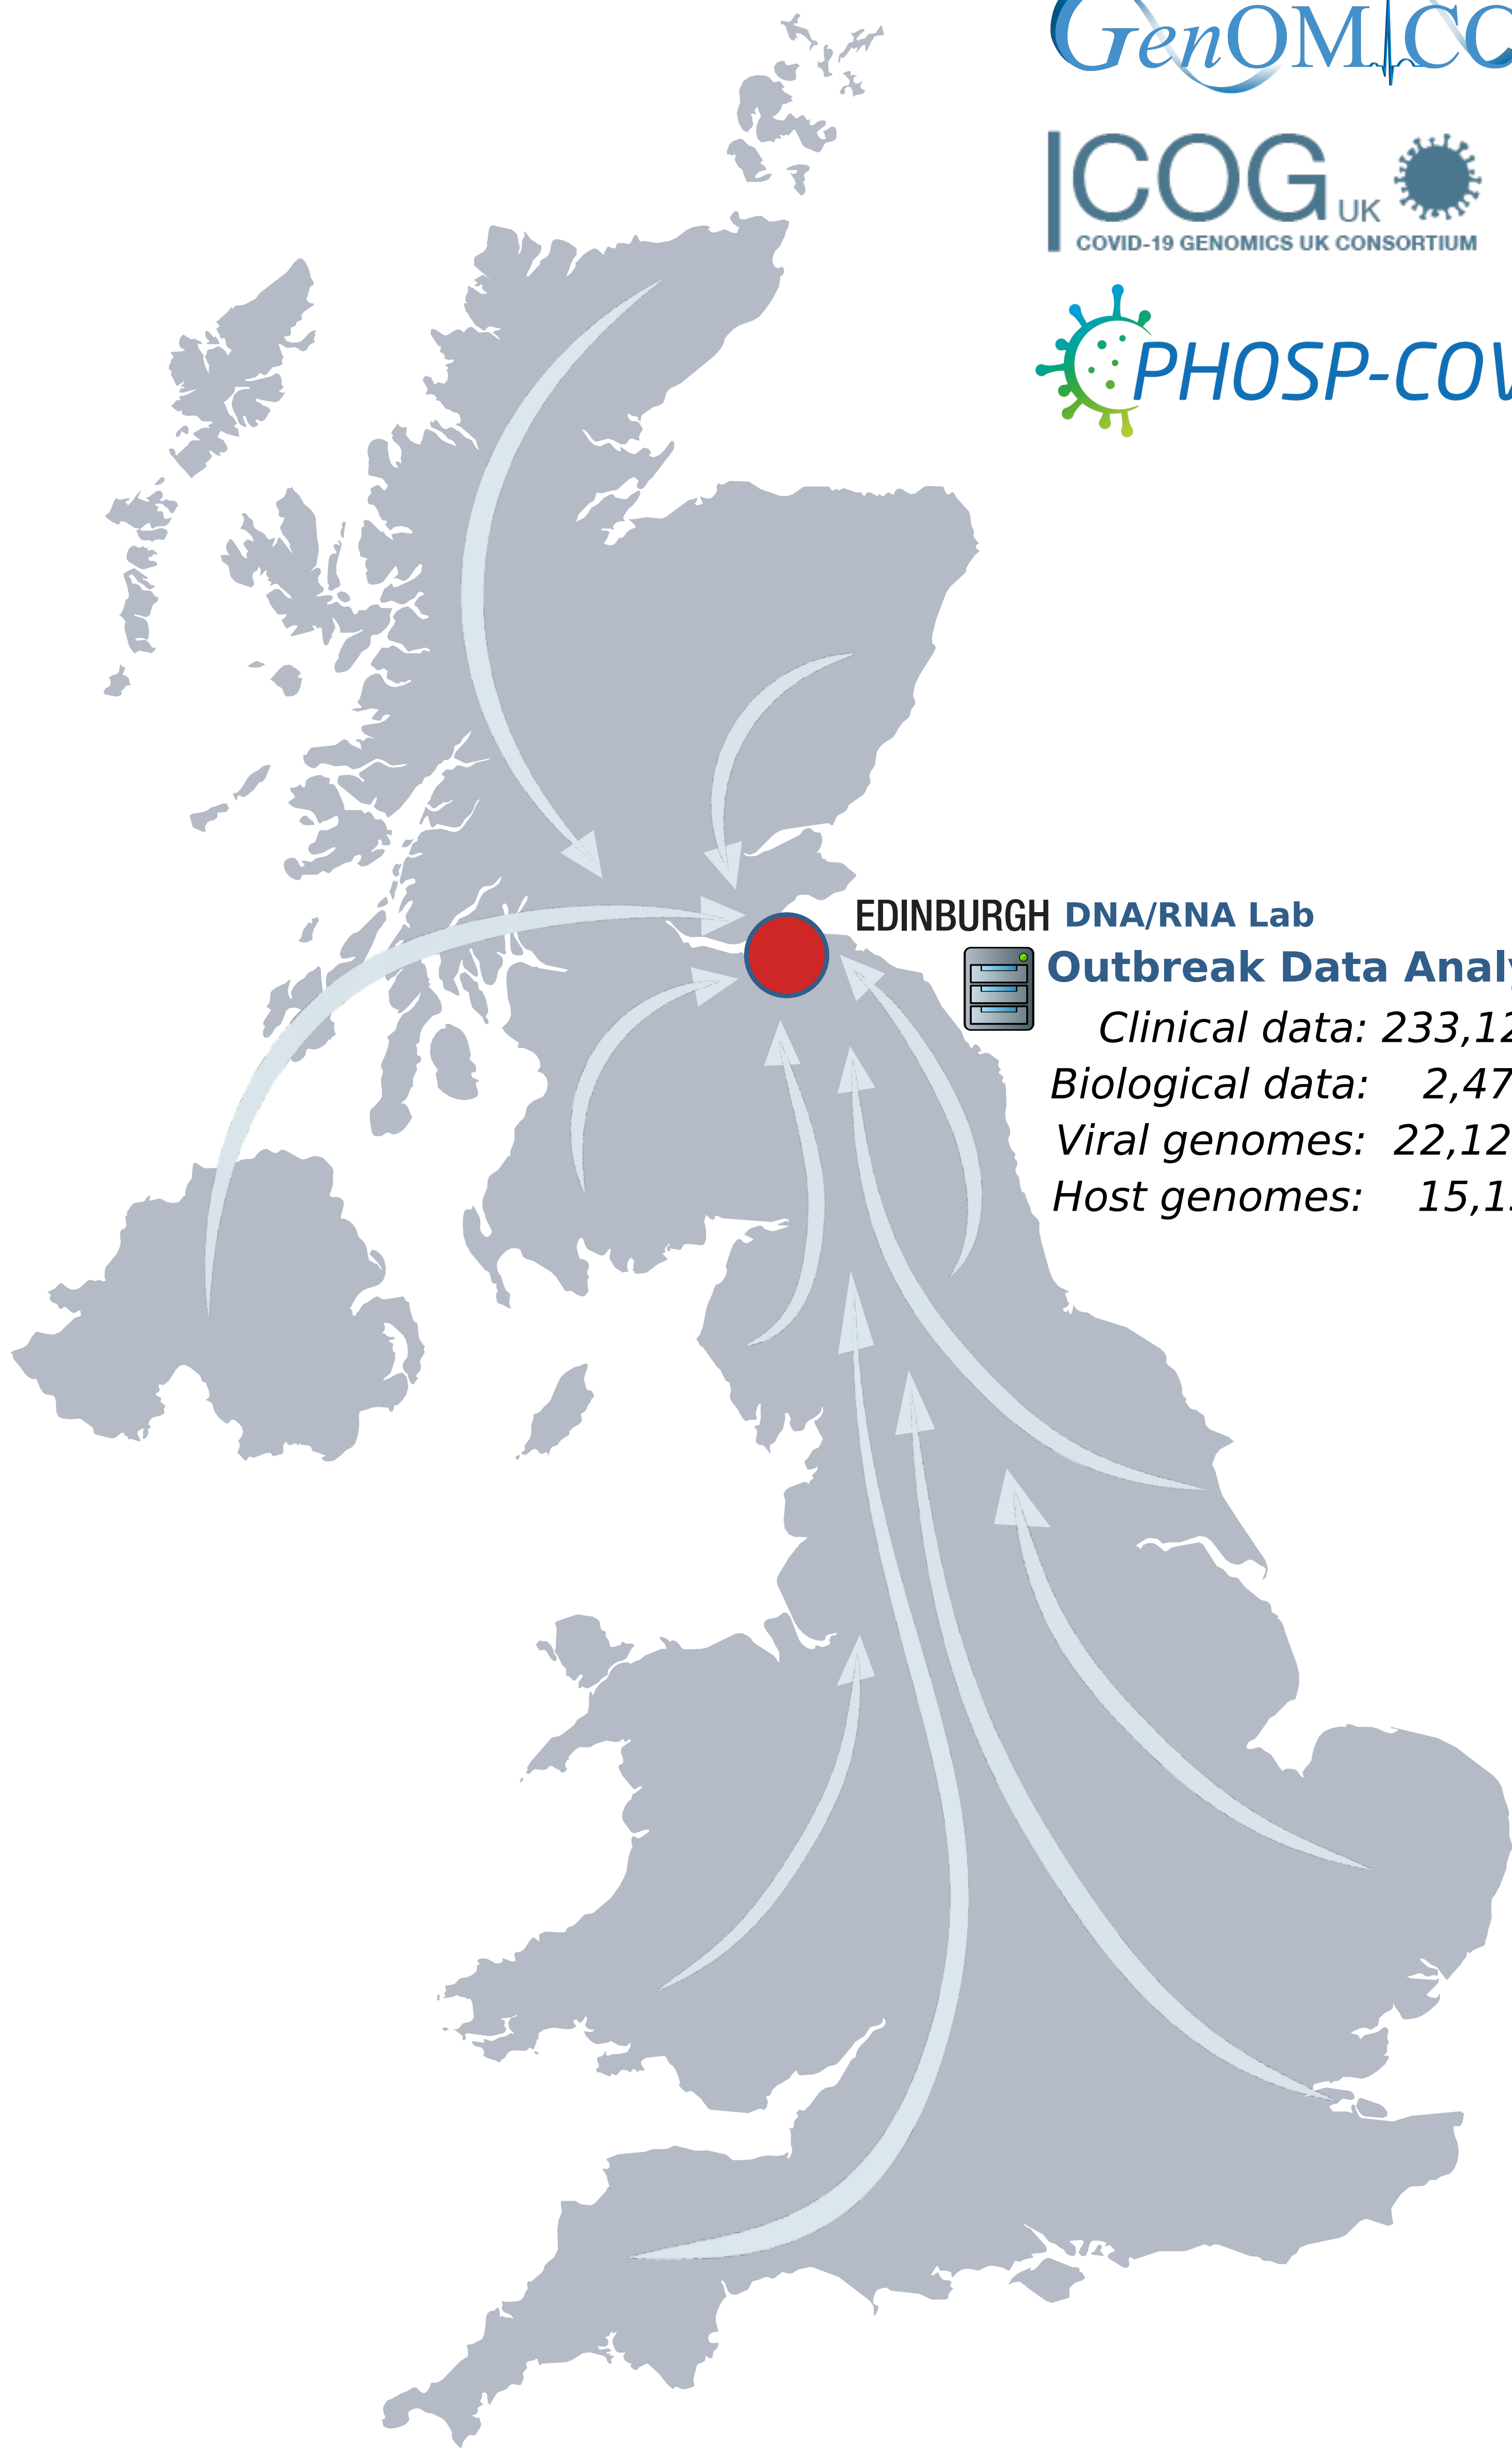 GenOMICC
COG UK
COVID-19 GENOMICS UK CONSORTIUM
PHOSP-COV
EDINBURGH DNA/RNA Lab
Outbreak Data Analy
Clinical data: 233,12
Biological data: 2,47
Viral genomes: 22,12
Host genomes: 15,1